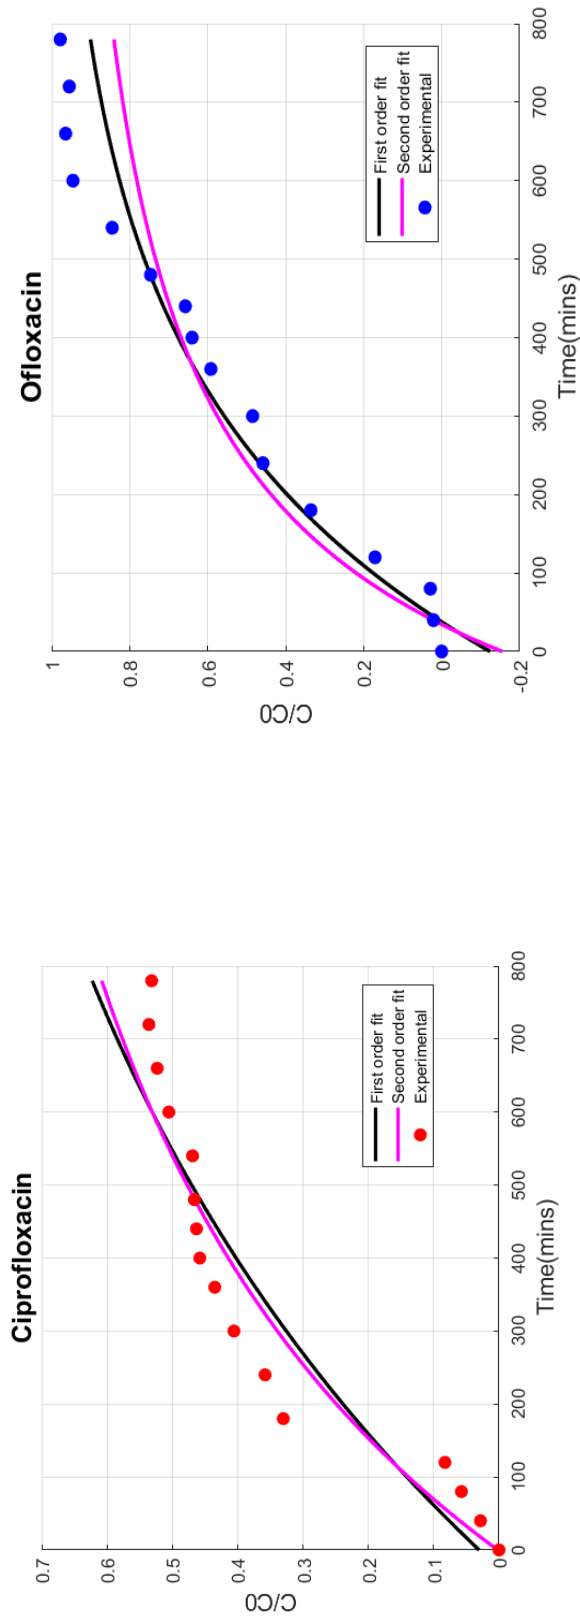 Ciprofloxacin
C/C0
0.7
0.6
0.5
0.4
0.3
0.2
0.1
0
0
100
200
300
400
500
600
700
800
Time(mins)
First order fit
Second order fit
Experimental
Ofloxacin
C/C0
1
0.8
0.6
0.4
0.2
0
-0.2
0
100
200
300
400
500
600
700
800
Time(mins)
First order fit
Second order fit
Experimental